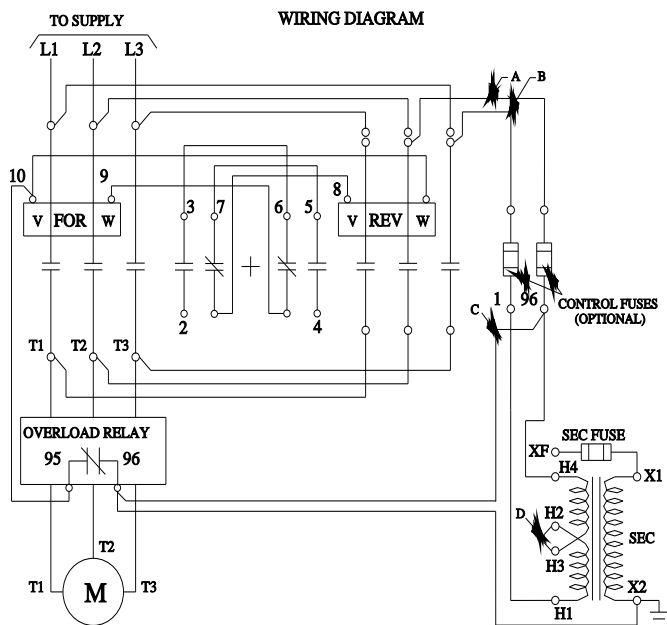 WIRING DIAGRAM
TO SUPPLY
L1 L2 L3
A B
10 9 8
3 7 6 5
V FOR W
V REV W
1 96
CONTROL FUSES
(OPTIONAL)
C
2 4
T1 T2 T3
OVERLOAD RELAY
95 96
SEC FUSE
XF X1
H4
D H2
SEC
H3
T2
T1 M T3
X2
H1